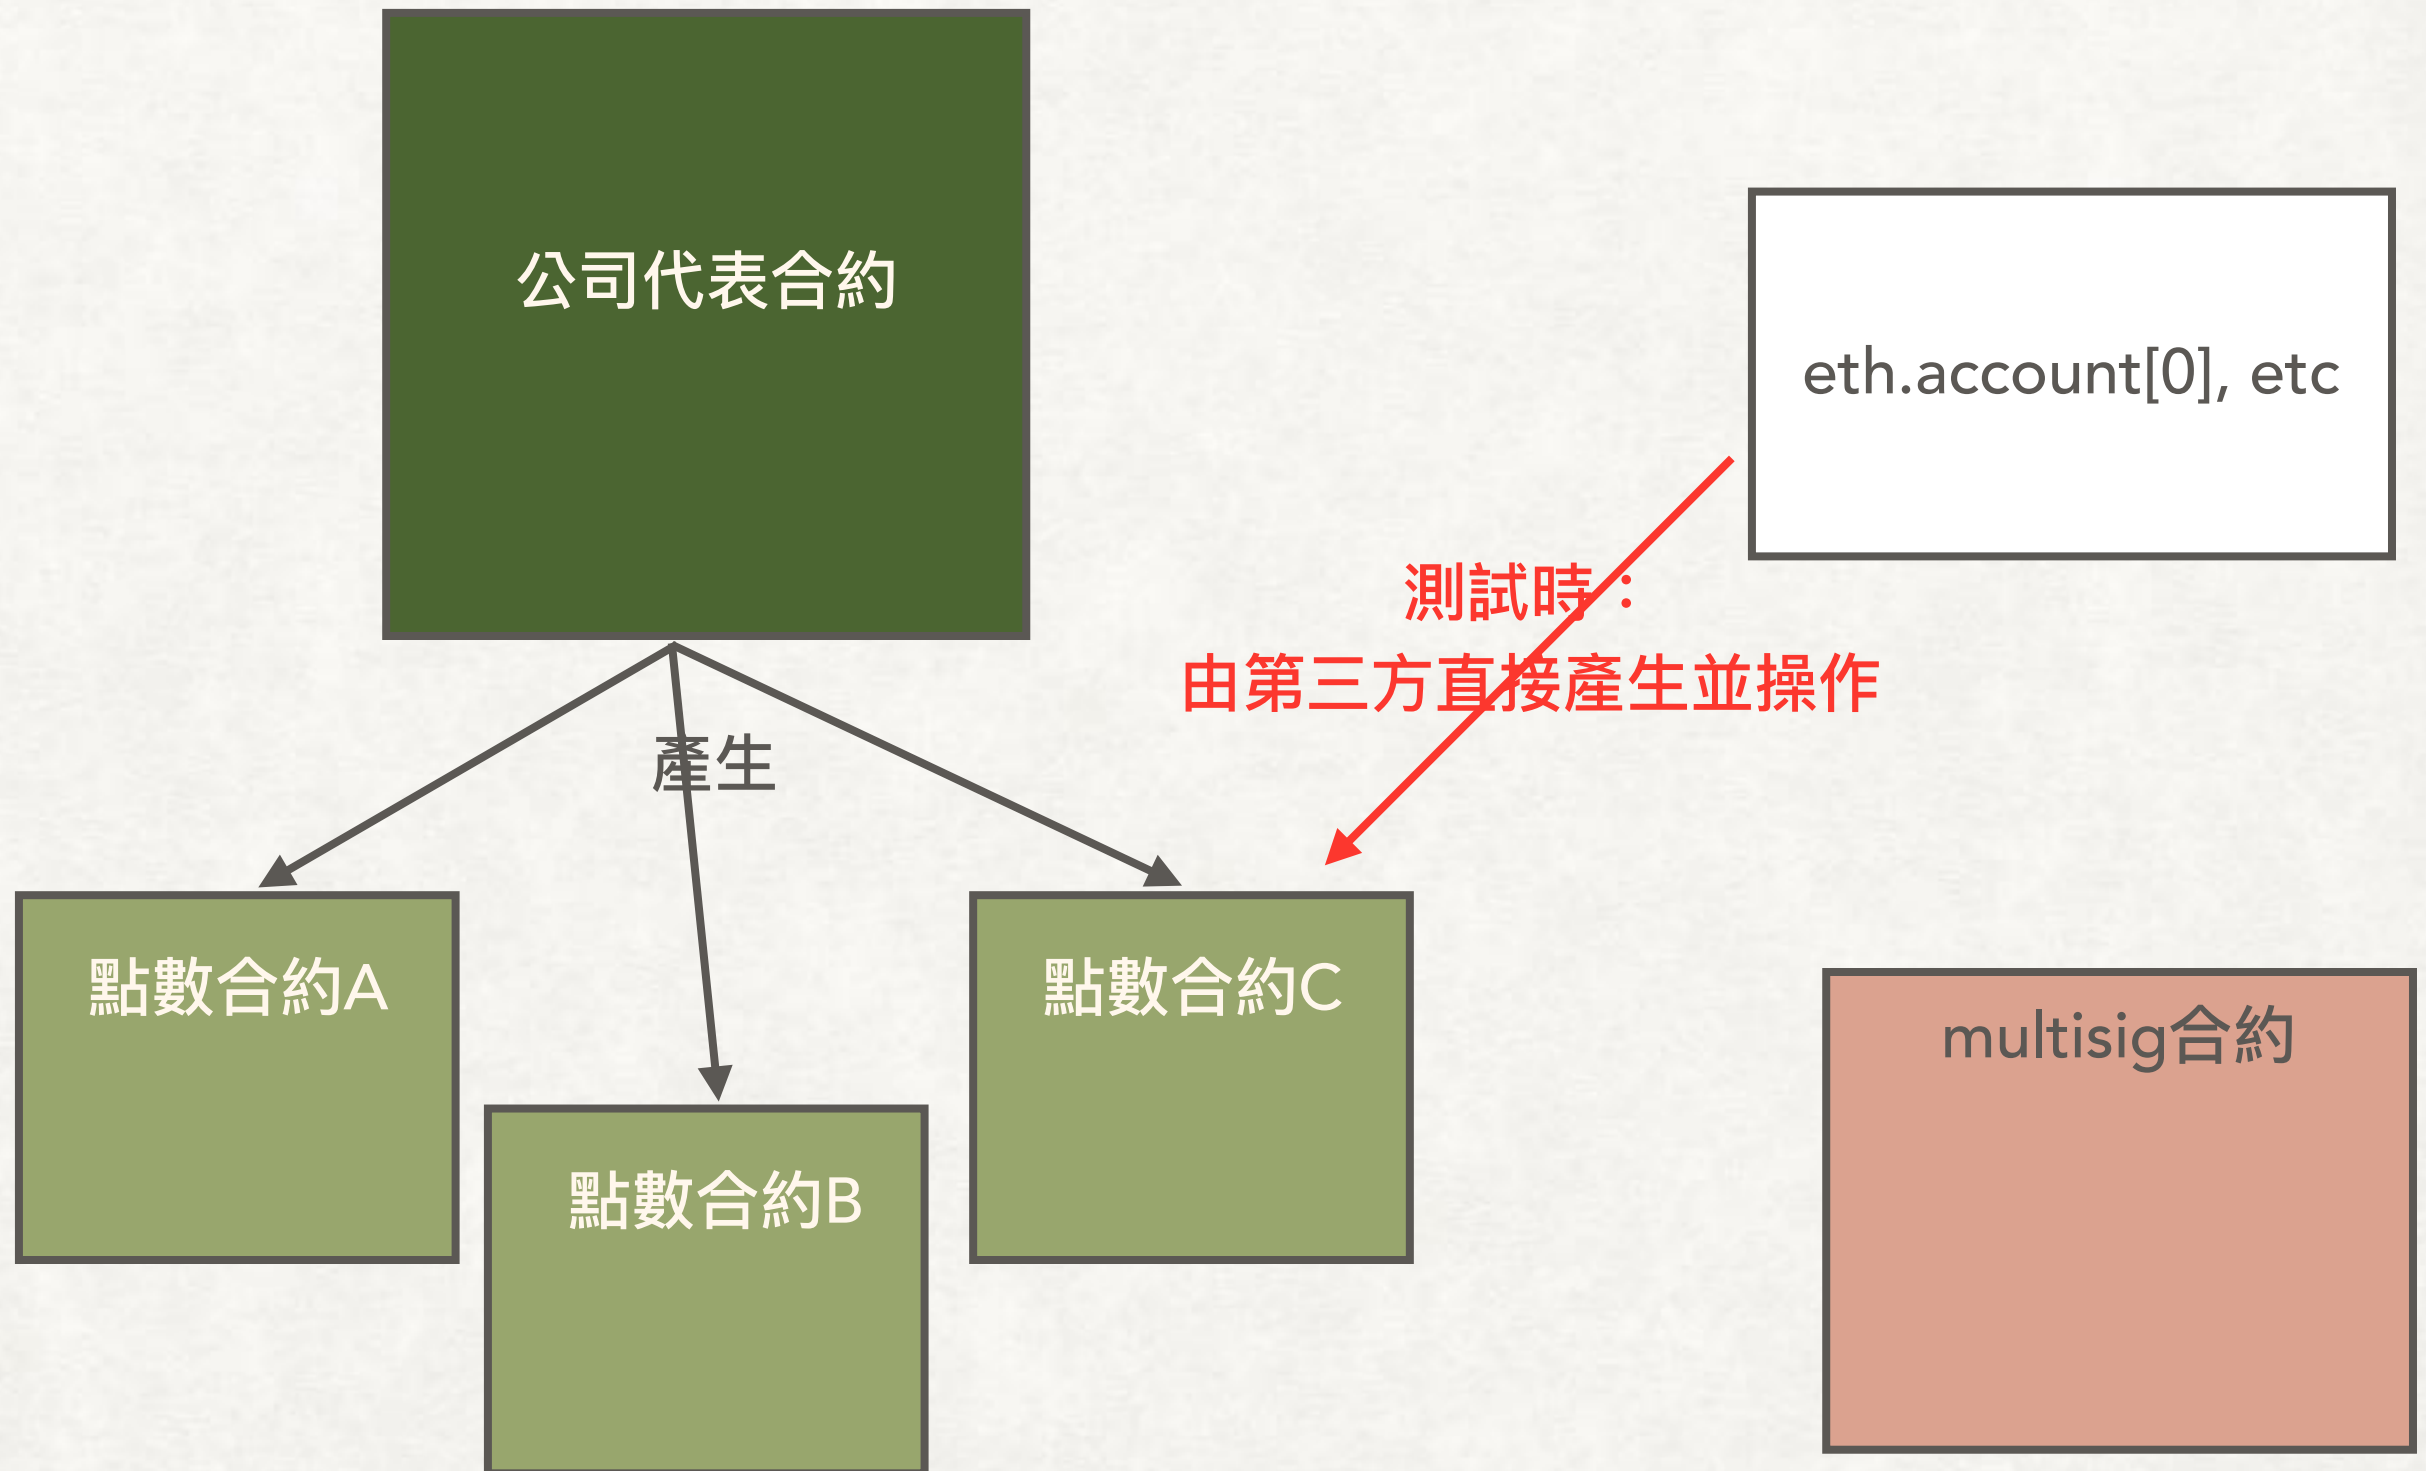 公司代表合約
eth.account[0], etc
測試時：
由第三方直接產生並操作
產生
點數合約A
點數合約C
multisig合約
點數合約B